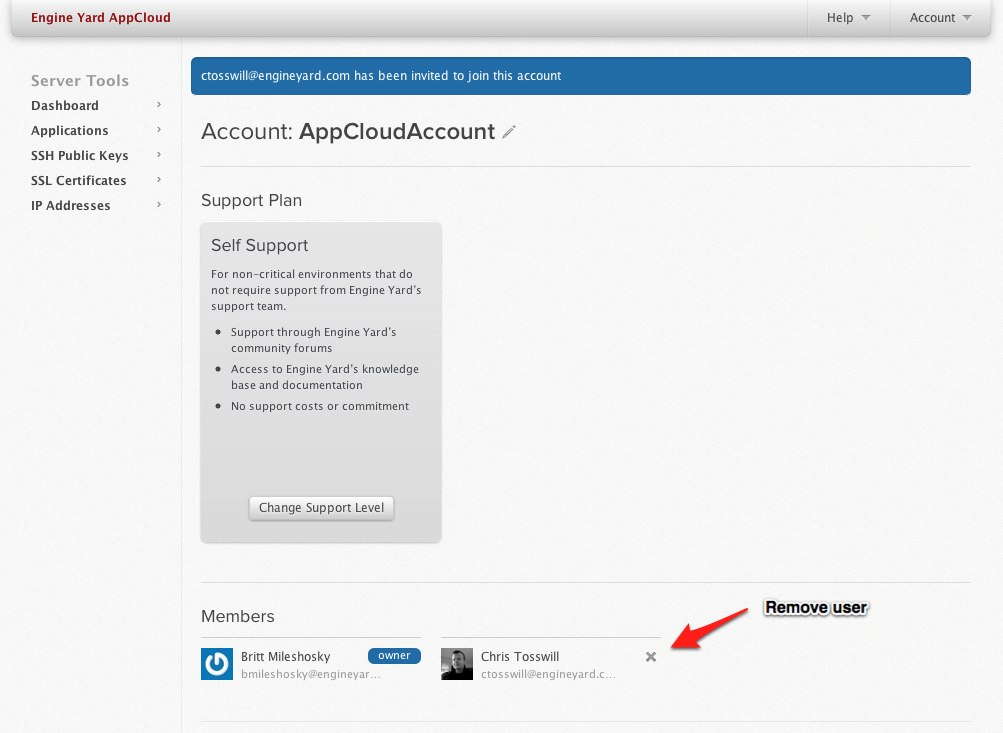 Engine Yard AppCloud
Help
Account
Server Tools
Dashboard
Applications
SSH Public Keys
SSL Certificates
IP Addresses
ctosswill@engineyard.com has been invited to join this account
Account: AppCloudAccount
Support Plan
Self Support
For non-critical environments that do
not require support from Engine Yard's
support team.
• Support through Engine Yard's
community forums
• Access to Engine Yard's knowledge
base and documentation
• No support costs or commitment
Change Support Level
Members
Remove user
Britt Mileshosky
owner
bmileshosky@engineyar...
Chris Tosswill
ctosswill@engineyard.c...